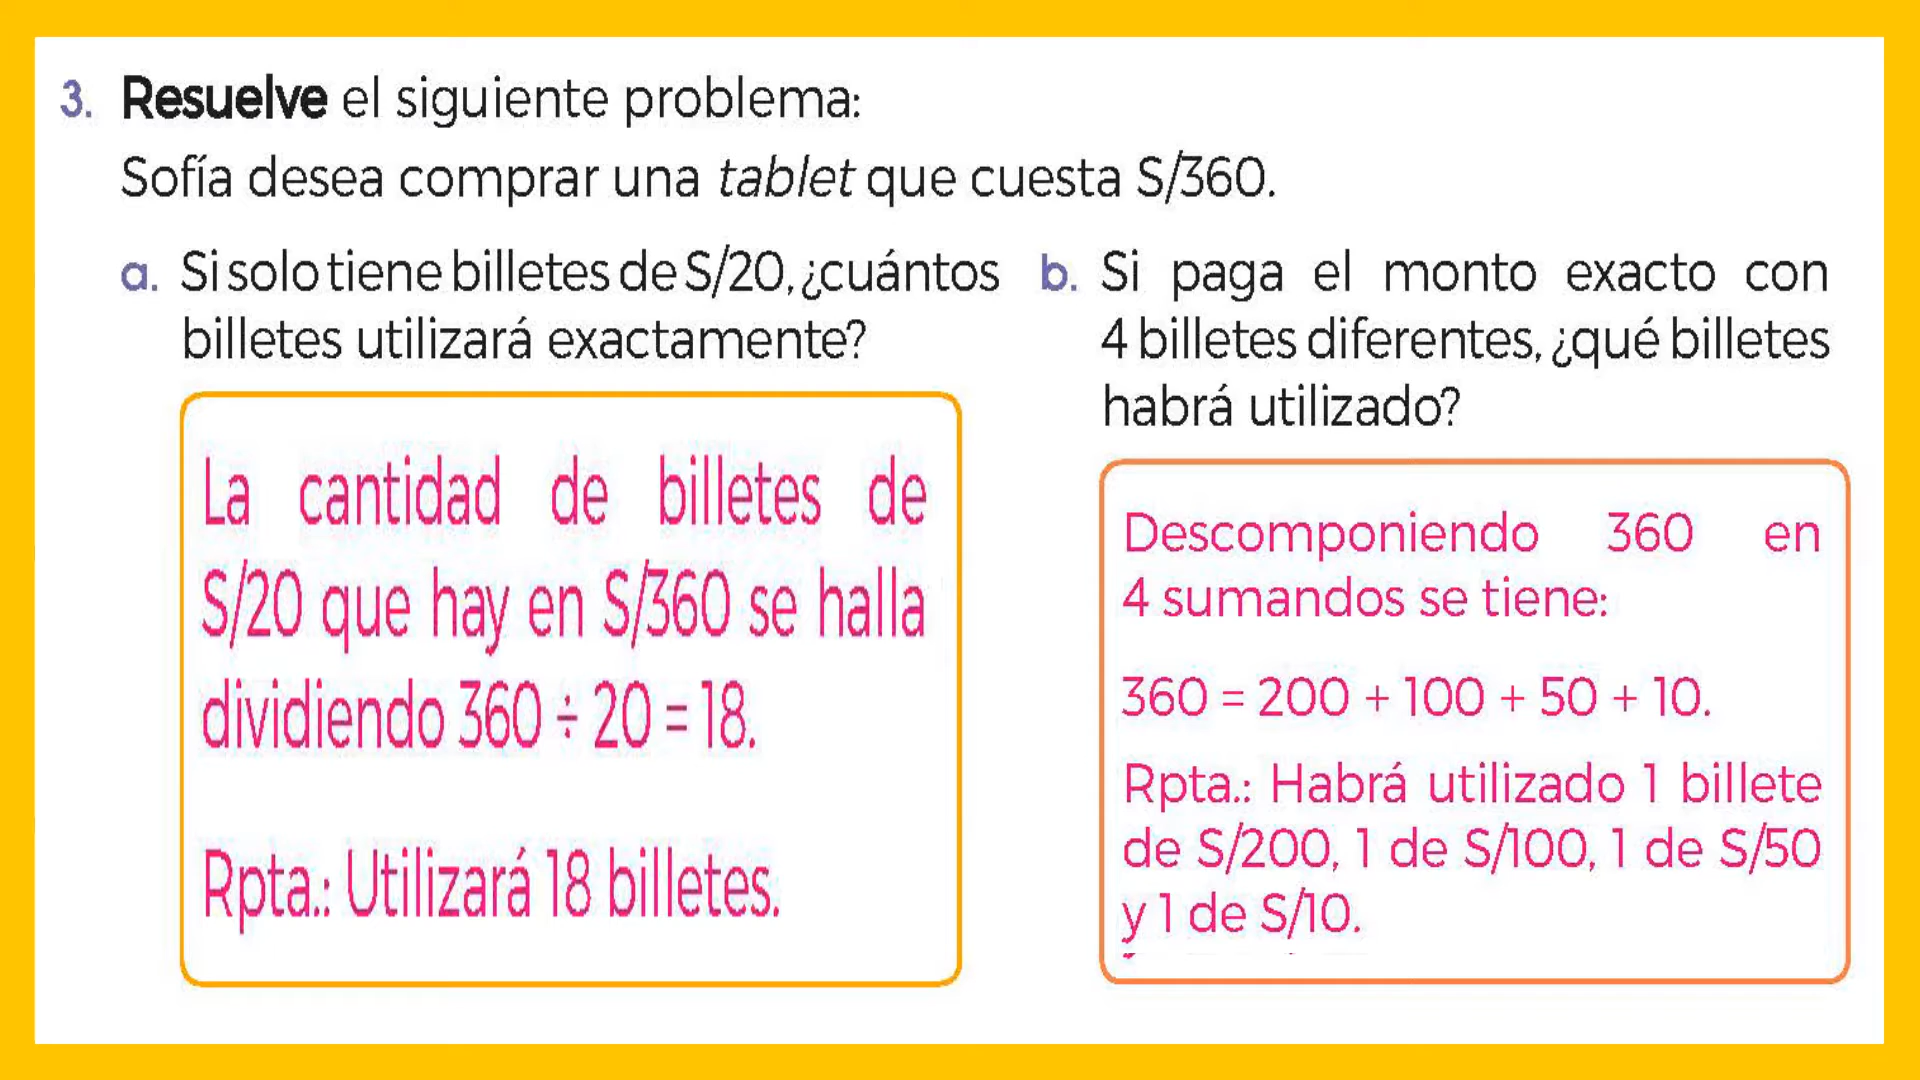 3. Resuelve el siguiente problema:
Sofía desea comprar una tablet que cuesta S/360.
a. Si solo tiene billetes de S/20, ¿cuántos
billetes utilizará exactamente?
La cantidad de billetes de
S/20 que hay en S/360 se halla
dividiendo 360 ÷ 20 = 18.
Rpta.: Utilizará 18 billetes.
b. Si paga el monto exacto con
4 billetes diferentes, ¿qué billetes
habrá utilizado?
Descomponiendo 360 en
4 sumandos se tiene:
360 = 200 + 100 + 50 + 10.
Rpta.: Habrá utilizado 1 billete
de S/200, 1 de S/100, 1 de S/50
y 1 de S/10.